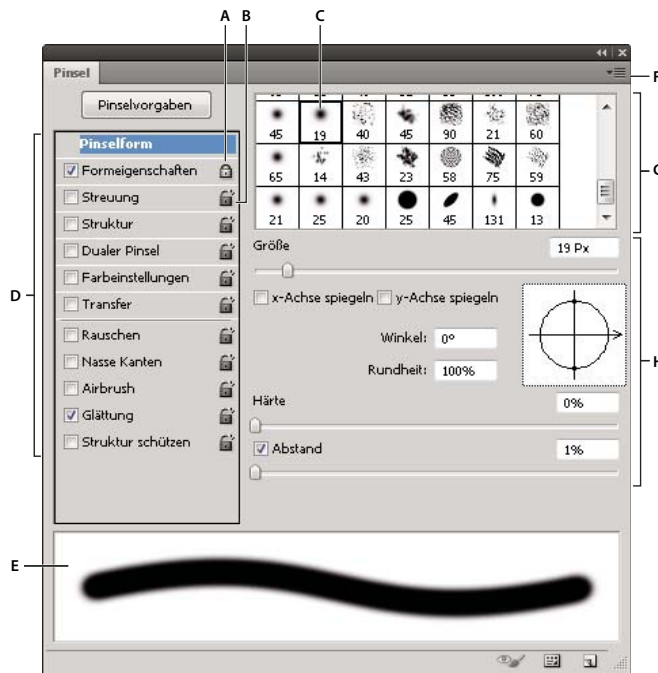 A B C
Pinsel
F
Pinselvorgaben
Pinselform
Formeigenschaften
Streuung
Struktur
Dualer Pinsel
Farbeinstellungen
Transfer
Rauschen
Nasse Kanten
Airbrush
Glättung
Struktur schützen
D
45 19 40 45 90 21 60
65 14 43 23 58 75 59
21 25 20 25 45 131 13
G
Größe 19 Px
x-Achse spiegeln y-Achse spiegeln
Winkel: 0°
Rundheit: 100%
H
Härte 0%
Abstand 1%
E